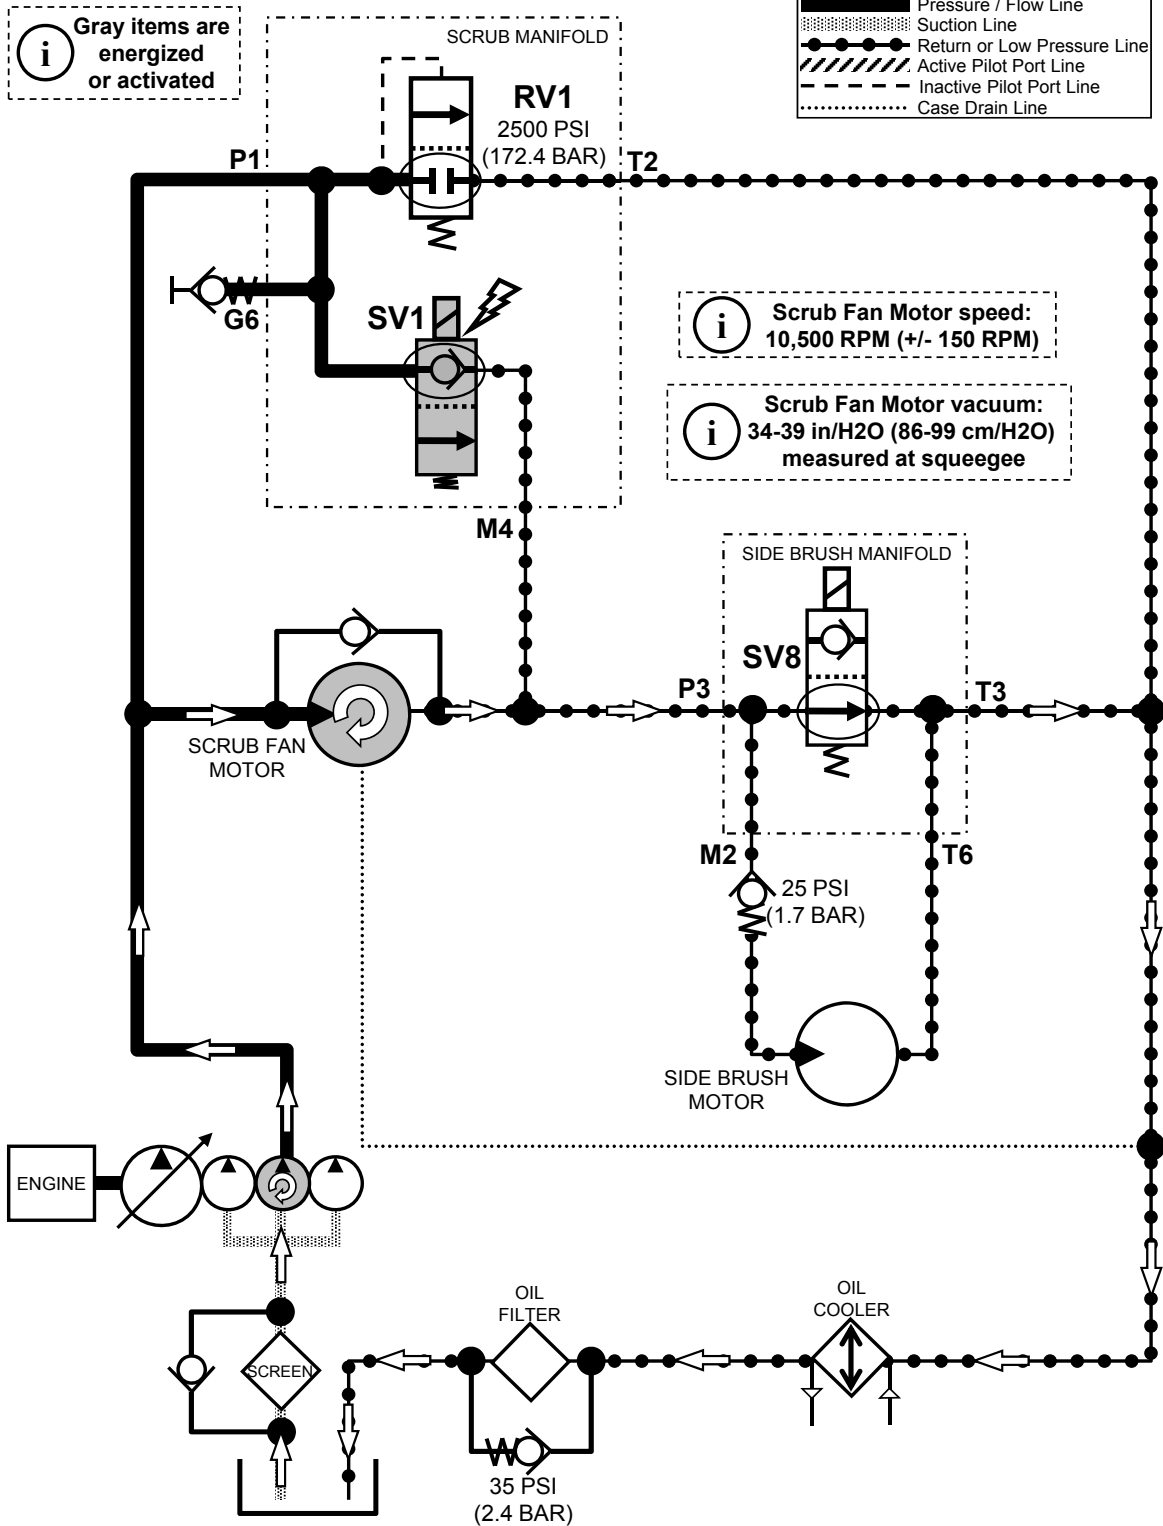 i
Gray items are
energized
or activated
Pressure / Flow Line
Suction Line
Return or Low Pressure Line
Active Pilot Port Line
Inactive Pilot Port Line
Case Drain Line
SCRUB MANIFOLD
RV1
2500 PSI
(172.4 BAR)
P1
T2
G6
SV1
i
Scrub Fan Motor speed:
10,500 RPM (+/- 150 RPM)
i
Scrub Fan Motor vacuum:
34-39 in/H2O (86-99 cm/H2O)
measured at squeegee
M4
SIDE BRUSH MANIFOLD
SV8
P3
T3
SCRUB FAN
MOTOR
M2
T6
25 PSI
(1.7 BAR)
SIDE BRUSH
MOTOR
ENGINE
OIL
FILTER
OIL
COOLER
SCREEN
35 PSI
(2.4 BAR)